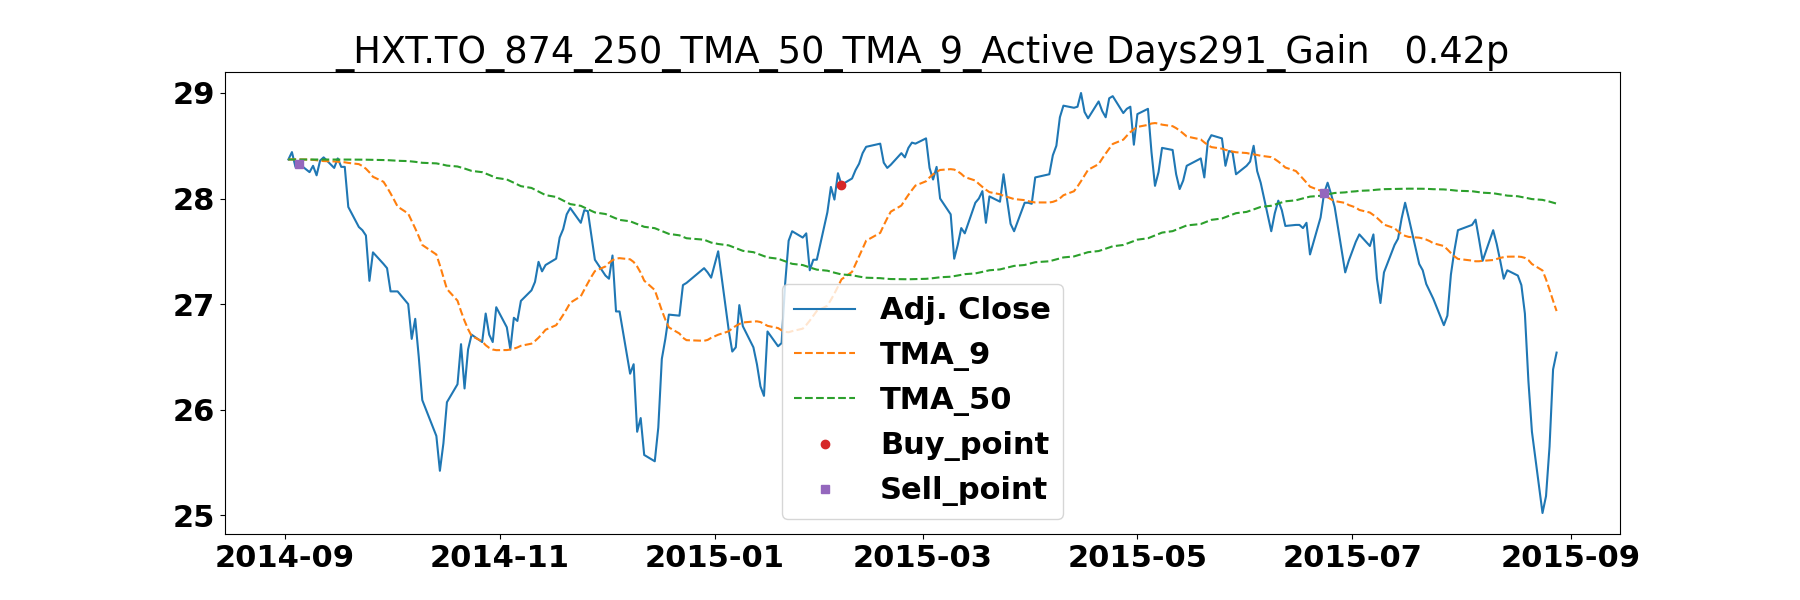 _HXT.TO_874_250_TMA_50_TMA_9_Active Days291_Gain   0.42p
29
28
27
26
25
Adj. Close
TMA_9
TMA_50
Buy_point
Sell_point
2014-09 2014-11 2015-01 2015-03 2015-05 2015-07 2015-09